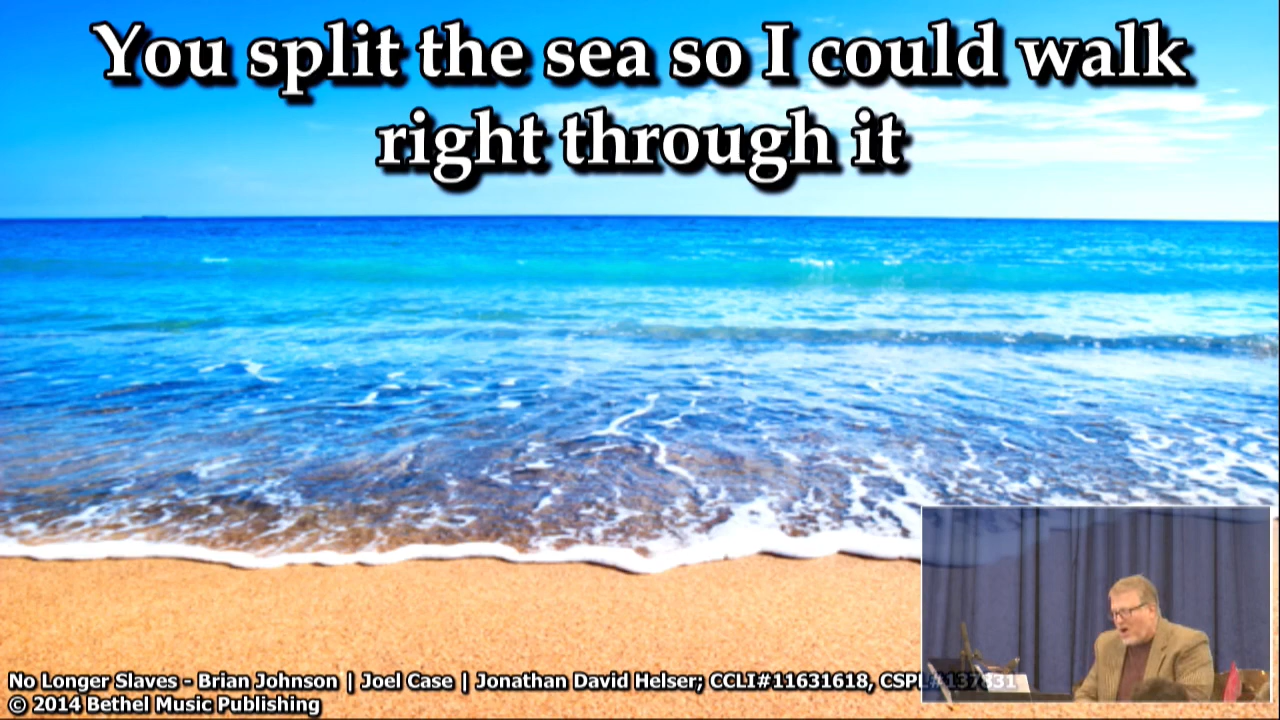 You split the sea so I could walk
right through it
No Longer Slaves - Brian Johnson | Joel Case | Jonathan David Helser; CCLI#11631618, CSPL#137631
© 2014 Bethel Music Publishing